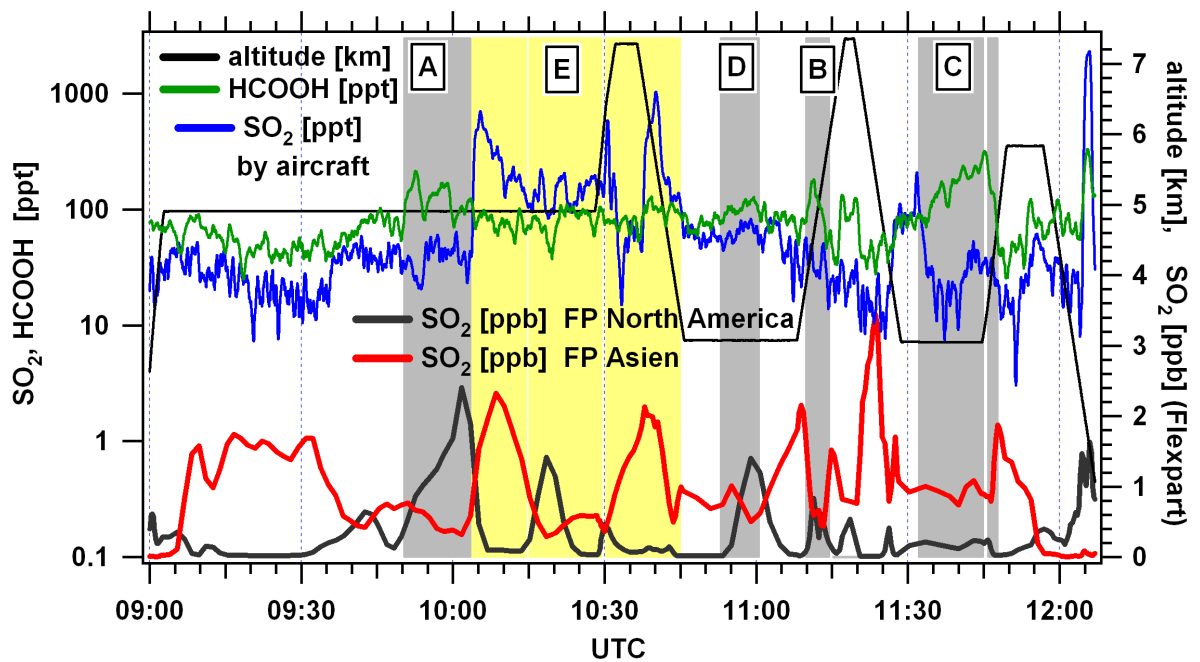 A
E
D
B
C
altitude [km]
HCOOH [ppt]
SO2 [ppt]
by aircraft
SO2 [ppb] FP North America
SO2 [ppb] FP Asien
1000
100
10
1
0.1
SO2, HCOOH [ppt]
7
6
5
4
3
2
1
0
altitude [km], SO2 [ppb] (Flexpart)
09:00 09:30 10:00 10:30 11:00 11:30 12:00
UTC